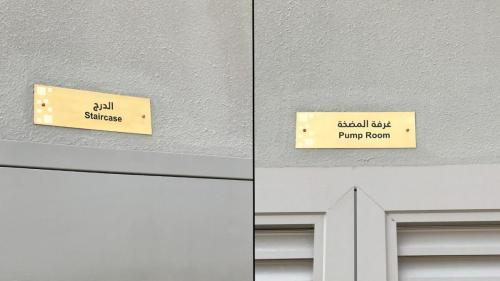 الدرج
Staircase
غرفة المضخة
Pump Room